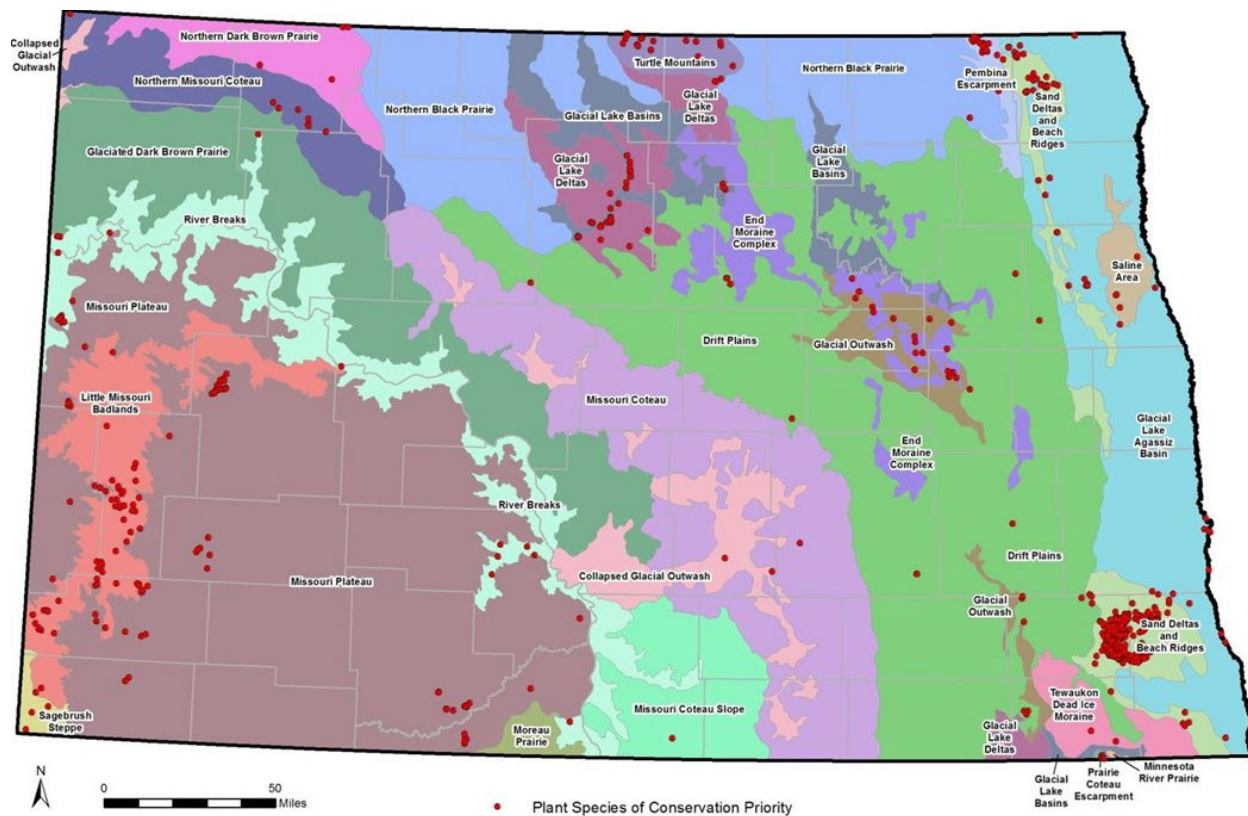 Collapsed
Glacial
Outwash
Northern Dark Brown Prairie
Northern Missouri Coteau
Northern Black Prairie
Turtle Mountains
Northern Black Prairie
Pembina
Escarpment
Glacial
Lake
Deltas
Glacial Lake Basins
Sand
Deltas
and
Beach
Ridges
Glaciated Dark Brown Prairie
Glacial
Lake
Deltas
Glacial
Lake
Basins
River Breaks
End
Moraine
Complex
Saline
Area
Missouri Plateau
Drift Plains
Glacial Outwash
Little Missouri
Badlands
Missouri Coteau
Glacial
Lake
Agassiz
Basin
End
Moraine
Complex
River Breaks
Drift Plains
Missouri Plateau
Collapsed Glacial Outwash
Glacial
Outwash
Sand Deltas
and
Beach Ridges
Sagebrush
Steppe
Moreau
Prairie
Missouri Coteau Slope
Tewaukon
Dead Ice
Moraine
Glacial
Lake
Deltas
Glacial
Lake
Basins
Prairie
Coteau
Escarpment
Minnesota
River Prairie
N
0 50
Miles
Plant Species of Conservation Priority